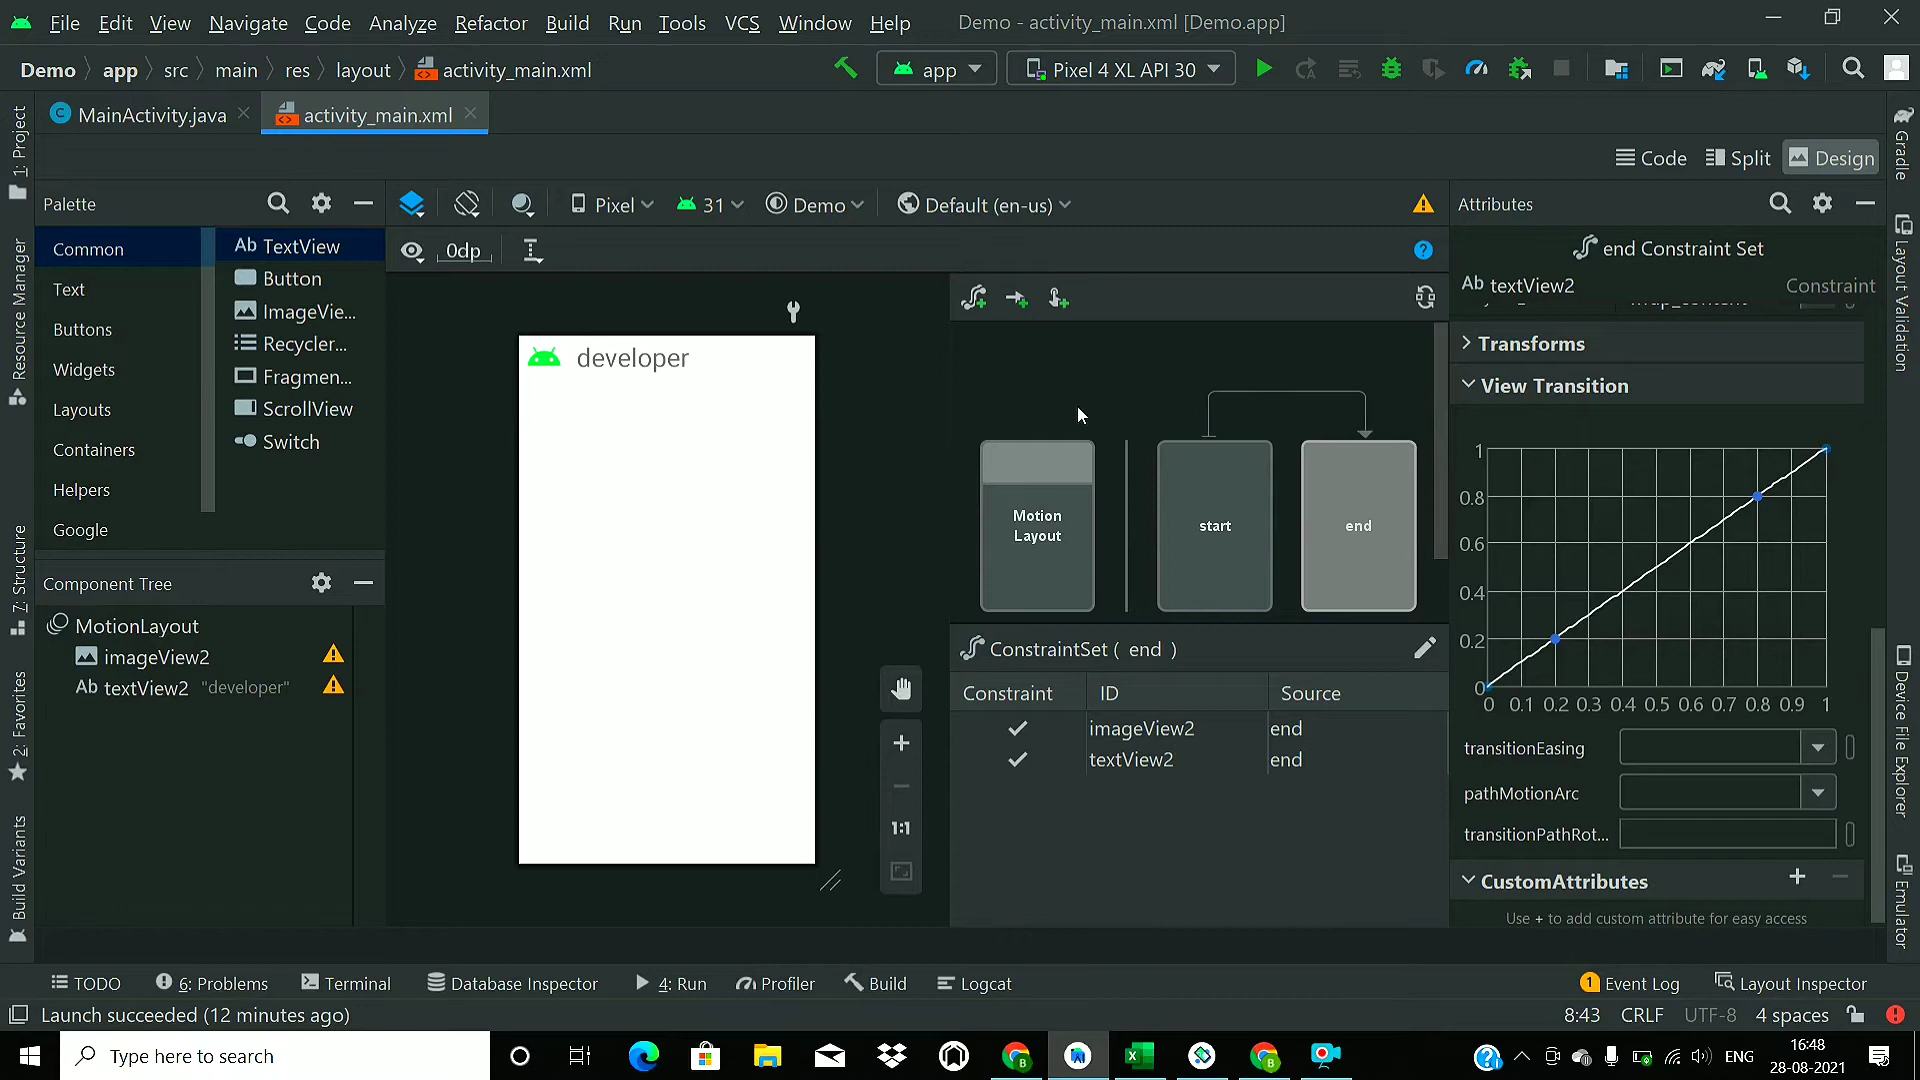 File Edit View Navigate Code Analyze Refactor Build Run Tools VCS Window Help Demo - activity_main.xml [Demo.app]
Demo app src main res layout activity_main.xml app Pixel 4 XL API 30
MainActivity.java activity_main.xml
Code Split Design
Palette Pixel 31 Demo Default (en-us) Attributes
0dp
end Constraint Set
Ab textView2 Constraint
Common
Text
Buttons
Widgets
Layouts
Containers
Helpers
Google
Ab TextView
Button
ImageVie...
Recycler...
Fragmen...
ScrollView
Switch
Component Tree
MotionLayout
imageView2
Ab textView2 "developer"
developer
1:1
Motion
Layout
start
end
ConstraintSet ( end )
Constraint ID Source
imageView2 end
textView2 end
Transforms
View Transition
1
0.8
0.6
0.4
0.2
0
0 0.1 0.2 0.3 0.4 0.5 0.6 0.7 0.8 0.9 1
transitionEasing
pathMotionArc
transitionPathRot...
CustomAttributes
Use + to add custom attribute for easy access
1: Project
Resource Manager
7: Structure
2: Favorites
Build Variants
Gradle
Layout Validation
Device File Explorer
Emulator
TODO 6: Problems Terminal Database Inspector 4: Run Profiler Build Logcat 1 Event Log Layout Inspector
Launch succeeded (12 minutes ago) 8:43 CRLF UTF-8 4 spaces
Type here to search ENG 16:48
28-08-2021